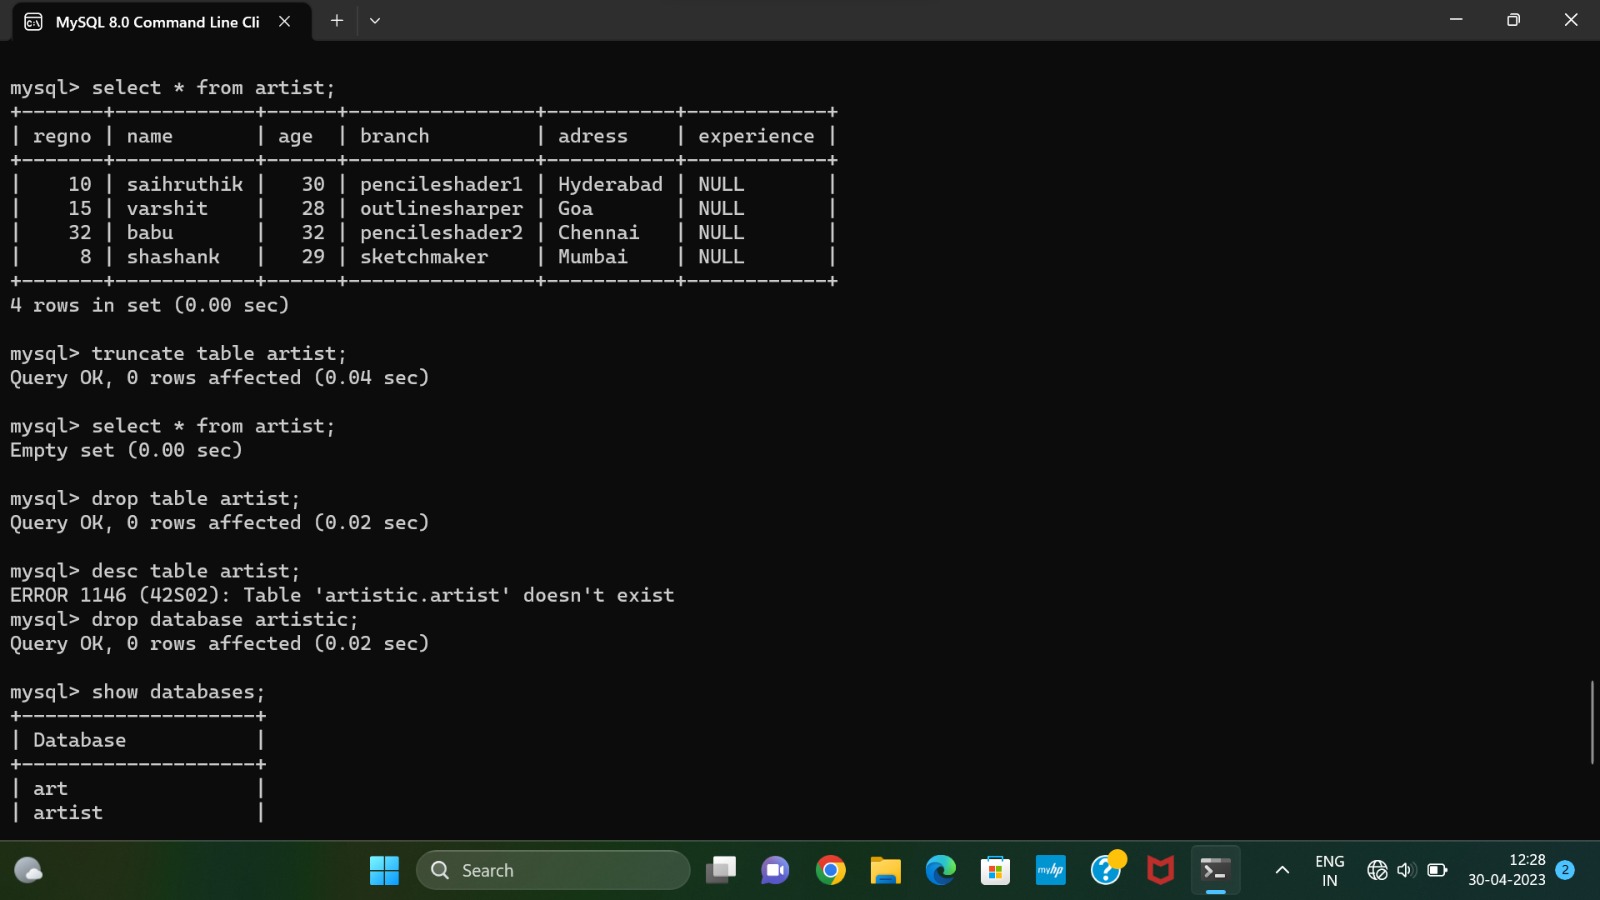 MySQL 8.0 Command Line Cli
mysql> select * from artist;
+-------+------------+------+----------------+-----------+------------+
| regno | name       | age  | branch         | adress    | experience |
+-------+------------+------+----------------+-----------+------------+
|    10 | saihruthik |   30 | pencileshader1 | Hyderabad | NULL       |
|    15 | varshit    |   28 | outlinesharper | Goa       | NULL       |
|    32 | babu       |   32 | pencileshader2 | Chennai   | NULL       |
|     8 | shashank   |   29 | sketchmaker    | Mumbai    | NULL       |
+-------+------------+------+----------------+-----------+------------+
4 rows in set (0.00 sec)
mysql> truncate table artist;
Query OK, 0 rows affected (0.04 sec)
mysql> select * from artist;
Empty set (0.00 sec)
mysql> drop table artist;
Query OK, 0 rows affected (0.02 sec)
mysql> desc table artist;
ERROR 1146 (42S02): Table 'artistic.artist' doesn't exist
mysql> drop database artistic;
Query OK, 0 rows affected (0.02 sec)
mysql> show databases;
+--------------------+
| Database           |
+--------------------+
| art                |
| artist             |
Search
myhp
ENG
IN
12:28
30-04-2023
2